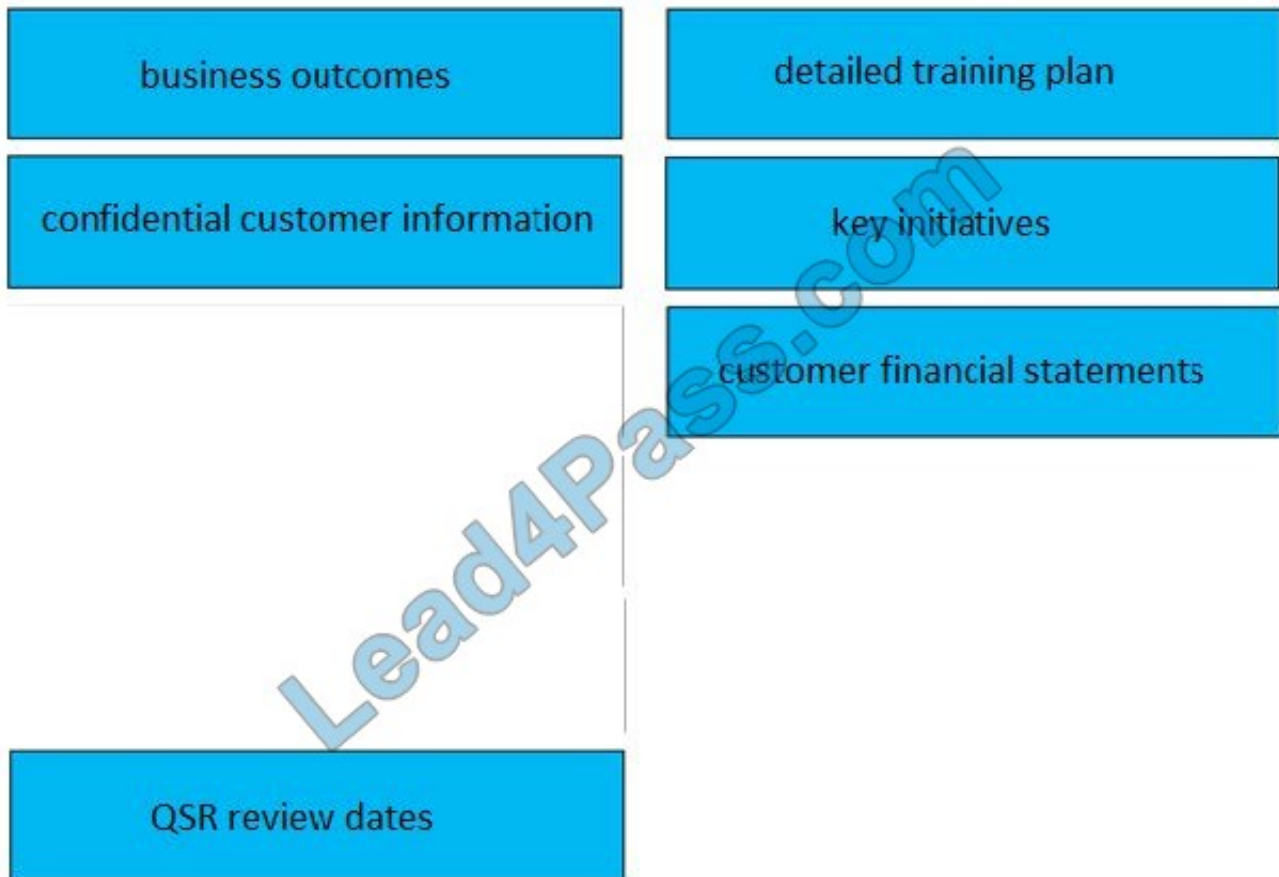 business outcomes
detailed training plan
confidential customer information
key initiatives
customer financial statements
Lead4Pass.com
QSR review dates